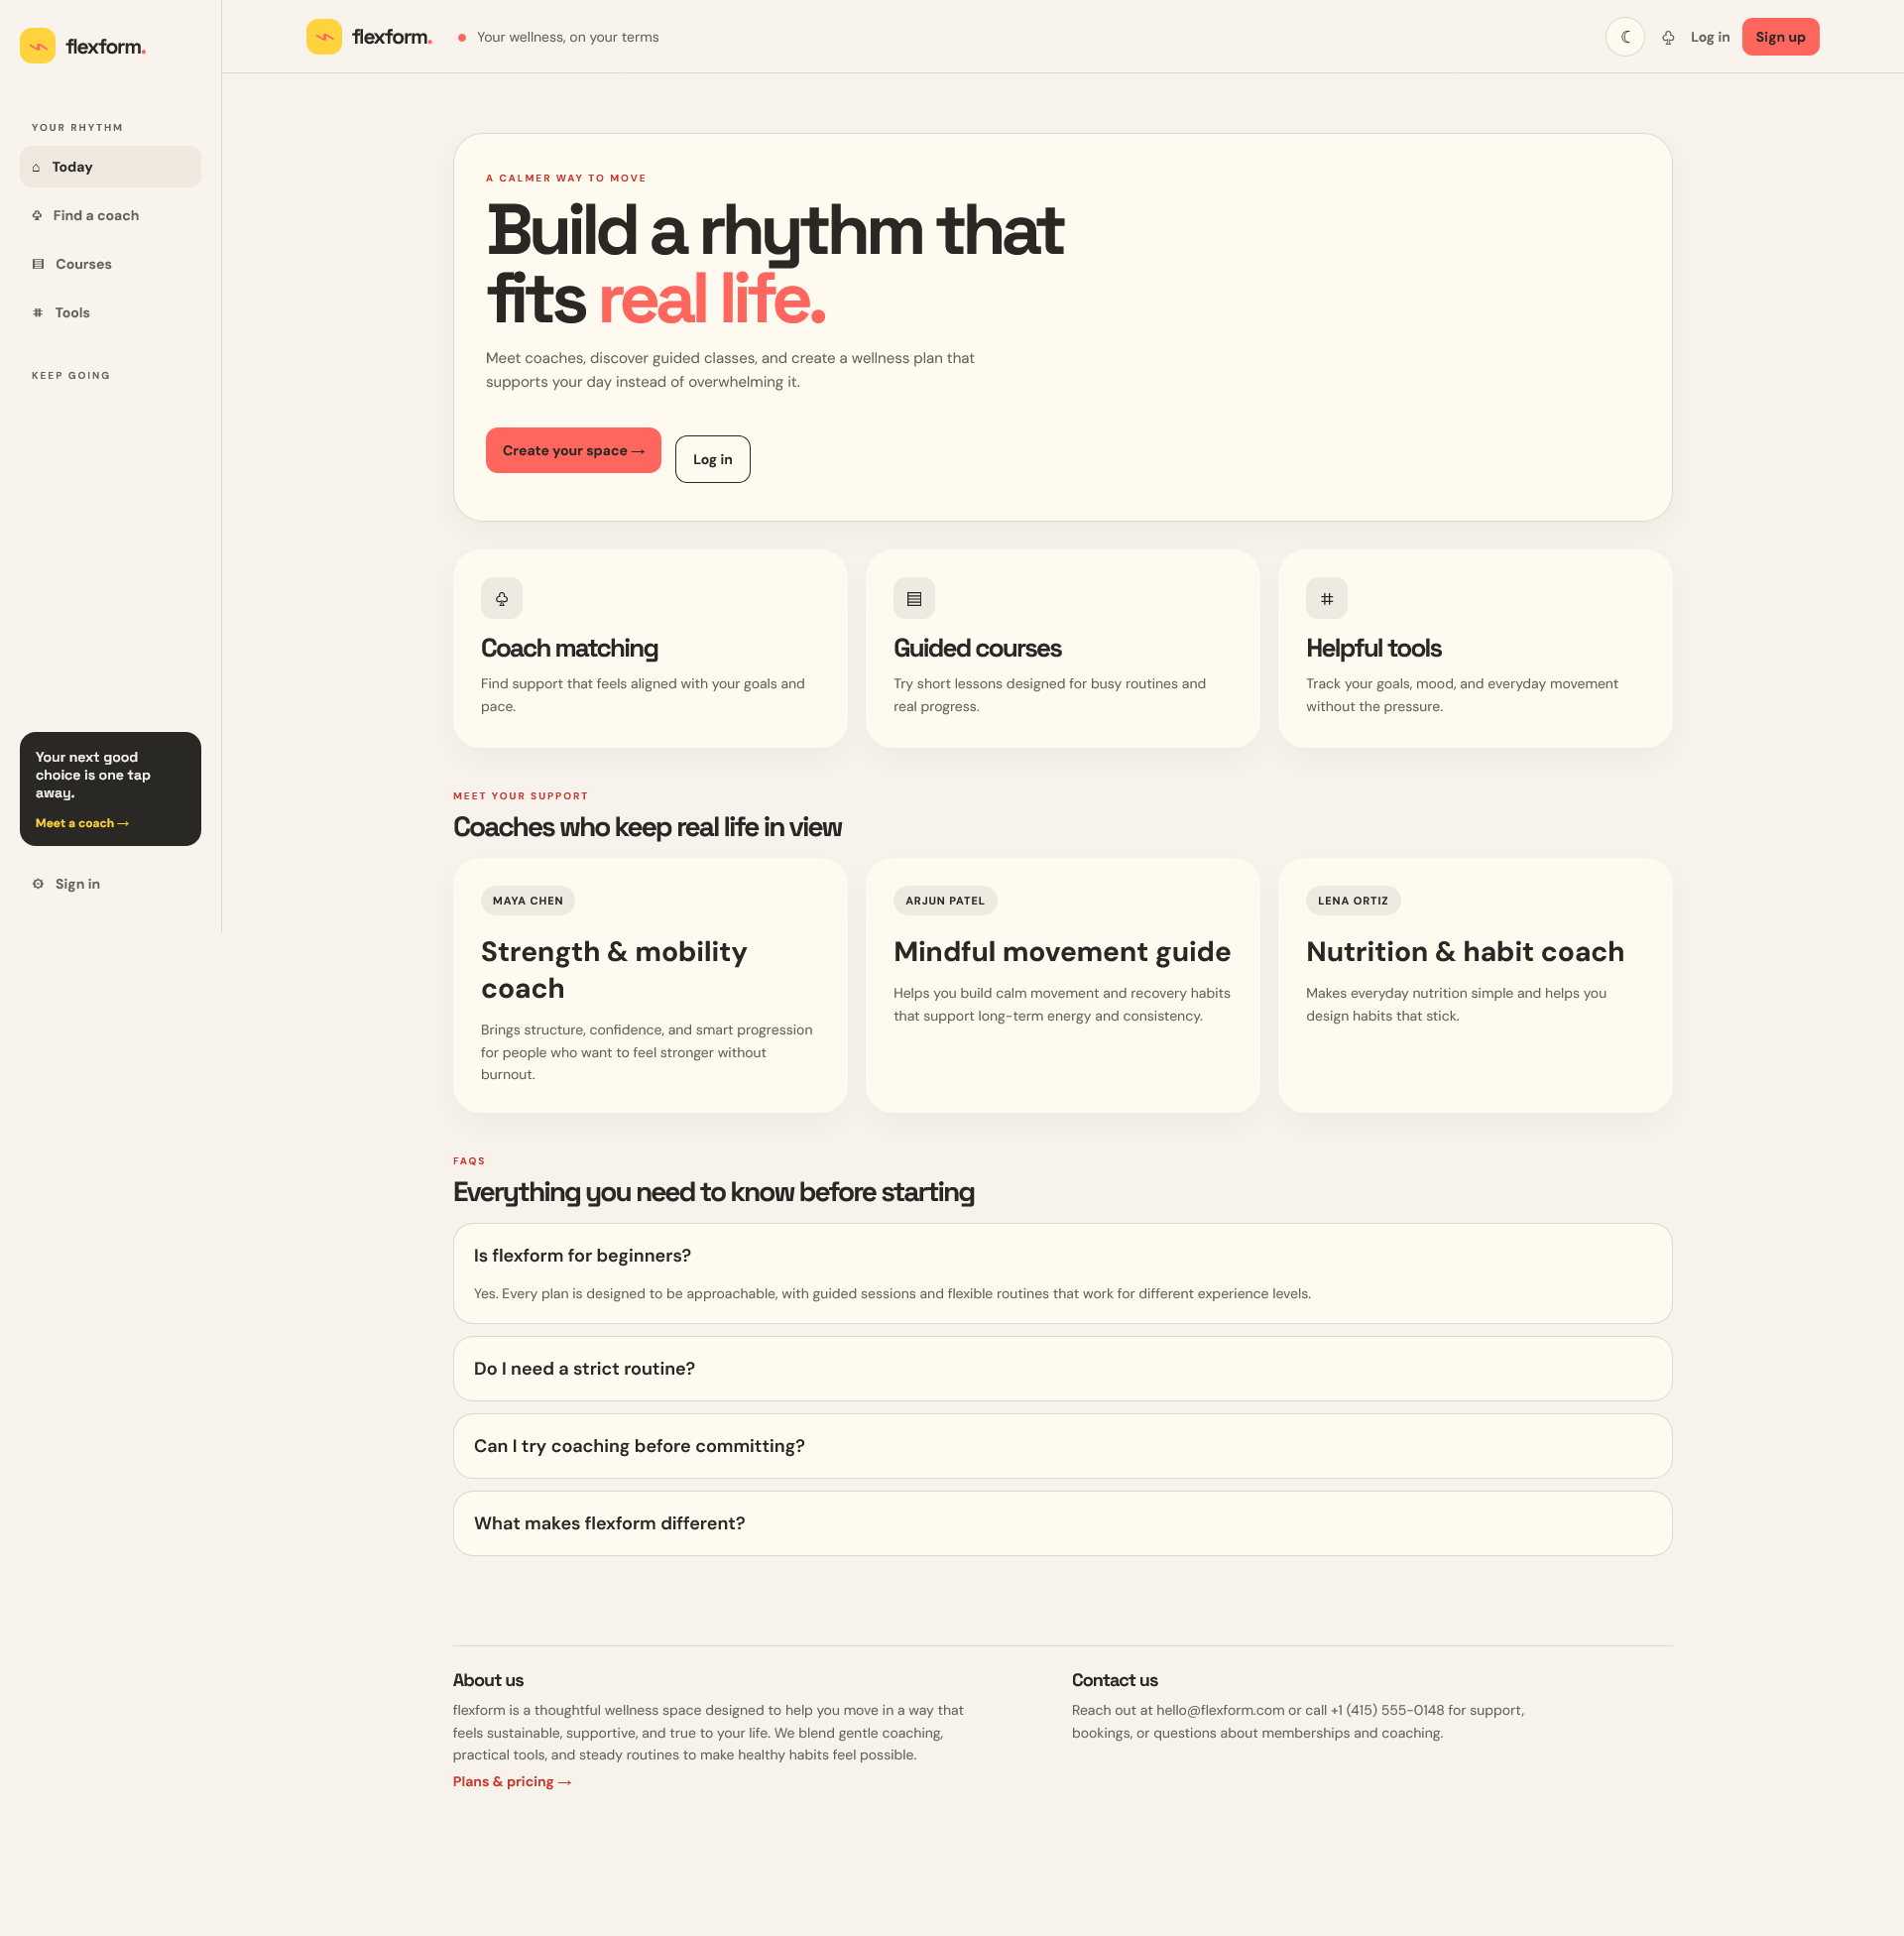 flexform.
YOUR RHYTHM
Today
Find a coach
Courses
# Tools
KEEP GOING
Your next good
choice is one tap
away.
Meet a coach →
Sign in
flexform.
Your wellness, on your terms
Log in
Sign up
A CALMER WAY TO MOVE
Build a rhythm that
fits real life.
Meet coaches, discover guided classes, and create a wellness plan that
supports your day instead of overwhelming it.
Create your space →
Log in
Coach matching
Find support that feels aligned with your goals and
pace.
Guided courses
Try short lessons designed for busy routines and
real progress.
#
Helpful tools
Track your goals, mood, and everyday movement
without the pressure.
MEET YOUR SUPPORT
Coaches who keep real life in view
MAYA CHEN
Strength & mobility
coach
Brings structure, confidence, and smart progression
for people who want to feel stronger without
burnout.
ARJUN PATEL
Mindful movement guide
Helps you build calm movement and recovery habits
that support long-term energy and consistency.
LENA ORTIZ
Nutrition & habit coach
Makes everyday nutrition simple and helps you
design habits that stick.
FAQS
Everything you need to know before starting
Is flexform for beginners?
Yes. Every plan is designed to be approachable, with guided sessions and flexible routines that work for different experience levels.
Do I need a strict routine?
Can I try coaching before committing?
What makes flexform different?
About us
flexform is a thoughtful wellness space designed to help you move in a way that
feels sustainable, supportive, and true to your life. We blend gentle coaching,
practical tools, and steady routines to make healthy habits feel possible.
Plans & pricing →
Contact us
Reach out at hello@flexform.com or call +1 (415) 555-0148 for support,
bookings, or questions about memberships and coaching.